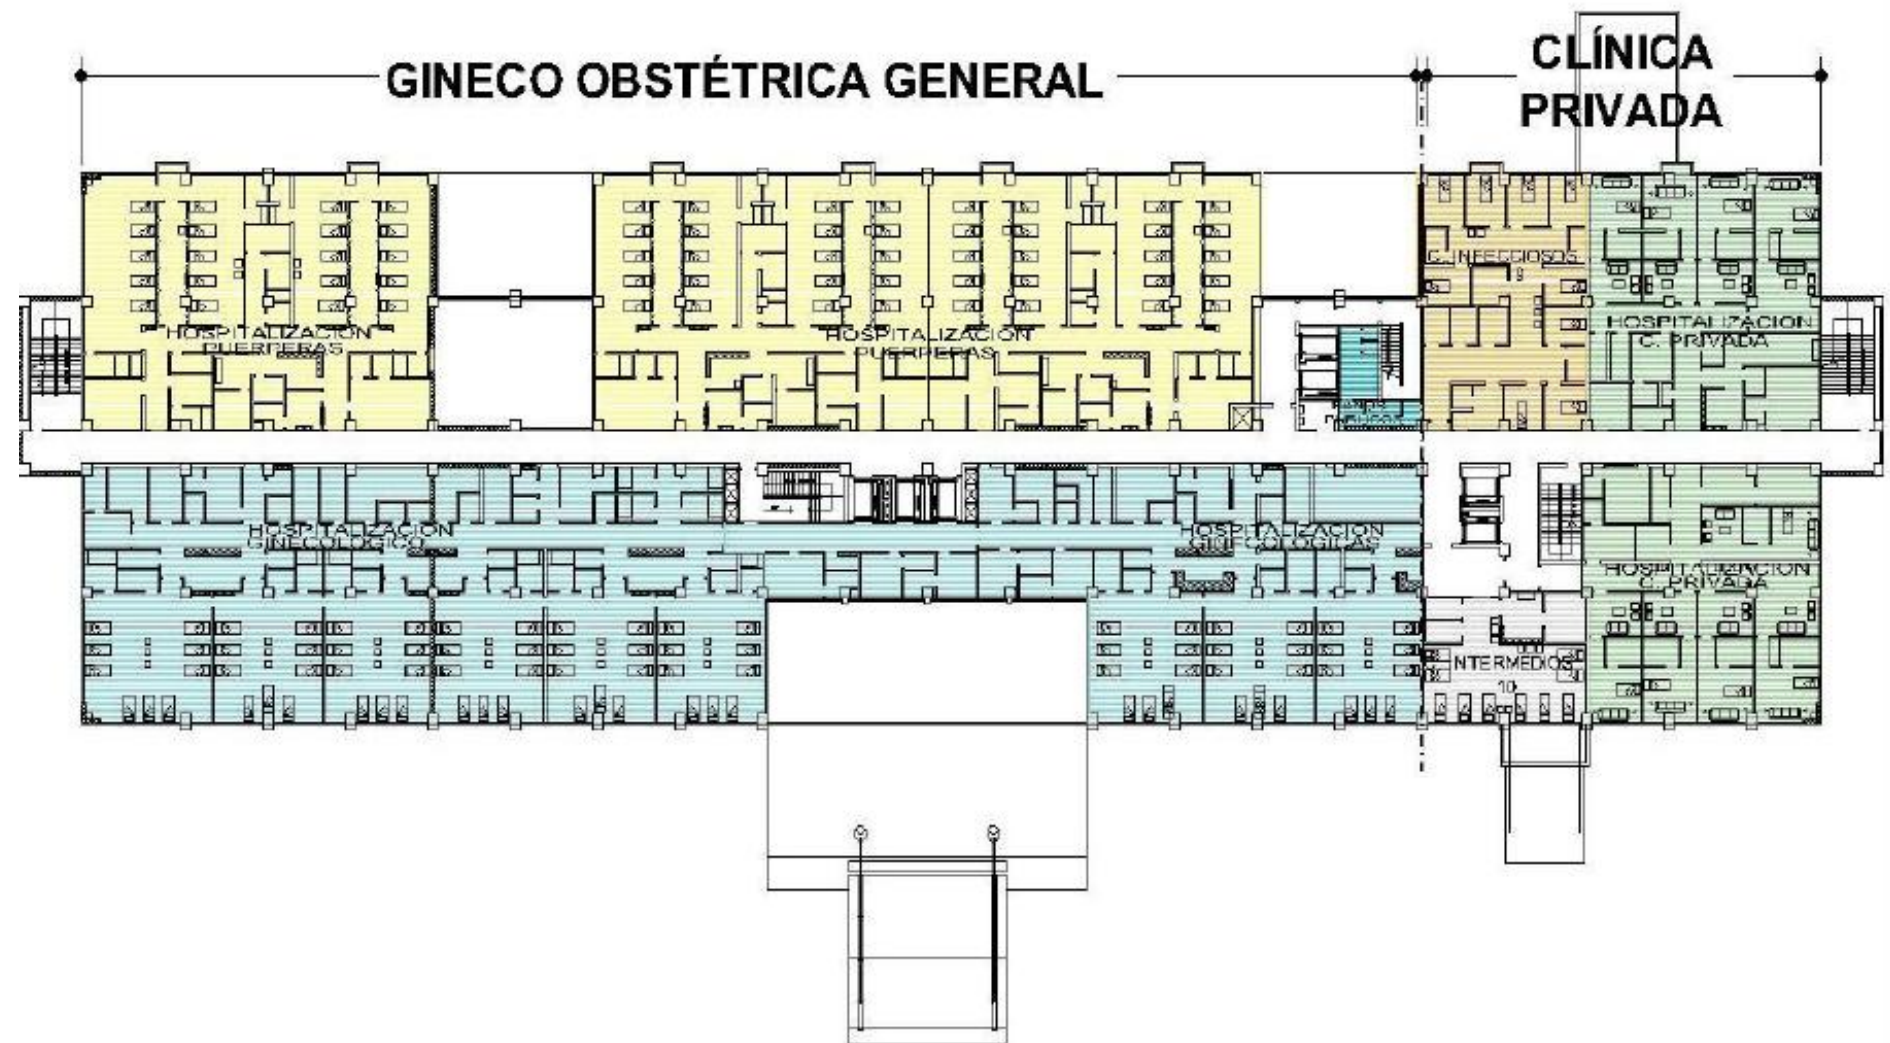 GINECO OBSTÉTRICA GENERAL
CLÍNICA
PRIVADA
HOSPITALIZACION
PUERPERAS
HOSPITALIZACION
PUERPERAS
C. INFECCIOSOS
9
HOSPITALIZACION
C. PRIVADA
HOSPITALIZACION
GINECOLOGICO
HOSPITALIZACION
GINECOLOGICAS
HOSPITALIZACION
C. PRIVADA
INTERMEDIOS
10